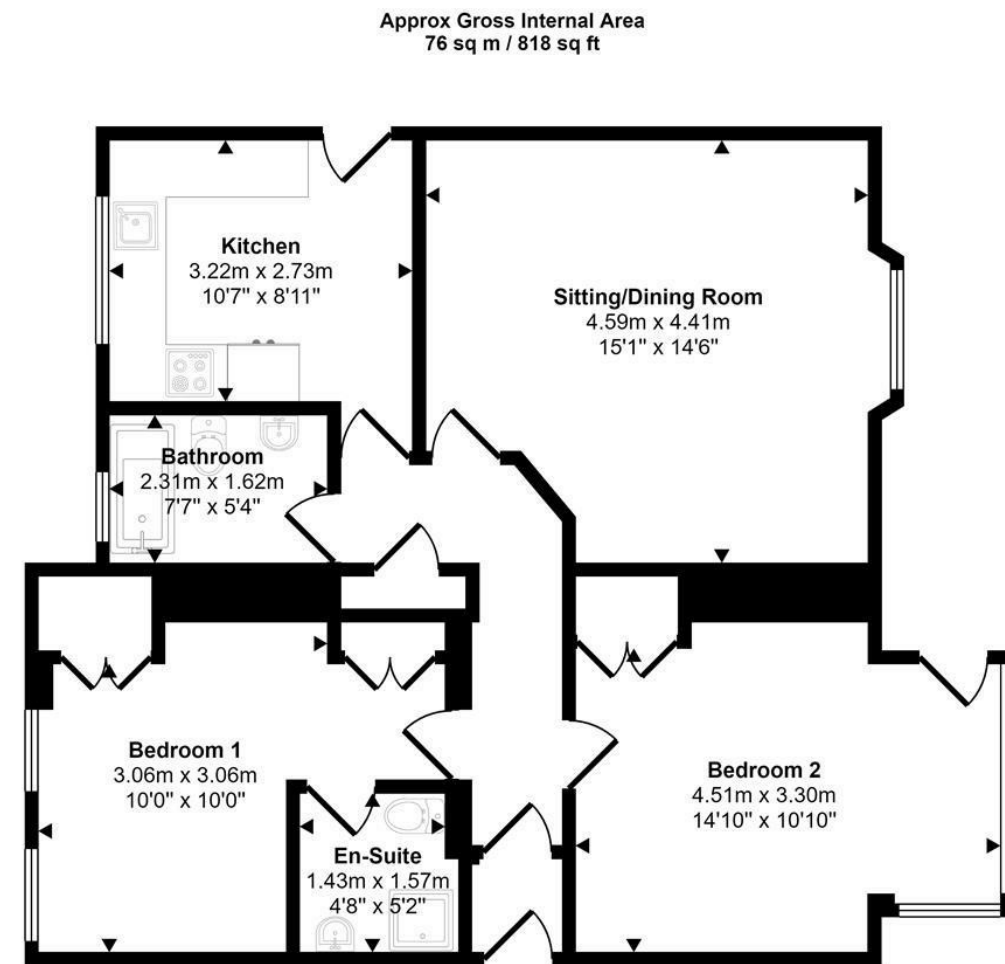 Approx Gross Internal Area
76 sq m / 818 sq ft
Kitchen
3.22m x 2.73m
10'7" x 8'11"
Sitting/Dining Room
4.59m x 4.41m
15'1" x 14'6"
Bathroom
2.31m x 1.62m
7'7" x 5'4"
Bedroom 1
3.06m x 3.06m
10'0" x 10'0"
Bedroom 2
4.51m x 3.30m
14'10" x 10'10"
En-Suite
1.43m x 1.57m
4'8" x 5'2"